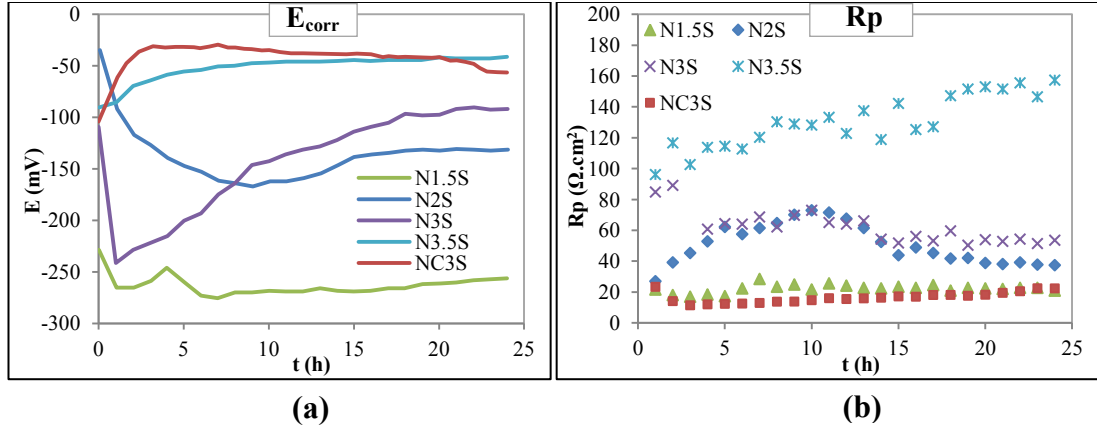 E_corr
-0
-50
-100
-150
-200
-250
-300
E (mV)
N1.5S
N2S
N3S
N3.5S
NC3S
0 5 10 15 20 25
t (h)
(a)
Rp
200
180
160
140
120
100
80
60
40
20
0
Rp (Ω.cm²)
N1.5S N2S
N3S N3.5S
NC3S
0 5 10 15 20 25
t (h)
(b)